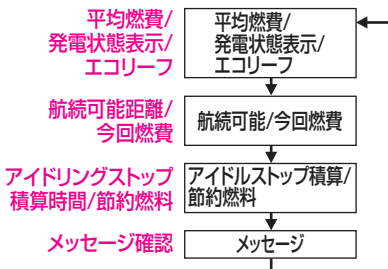 平均燃費/
発電状態表示/
エコリーフ
平均燃費/
発電状態表示/
エコリーフ
航続可能距離/
今回燃費
航続可能/今回燃費
アイドリングストップ
積算時間/節約燃料
アイドルストップ積算/
節約燃料
メッセージ確認
メッセージ